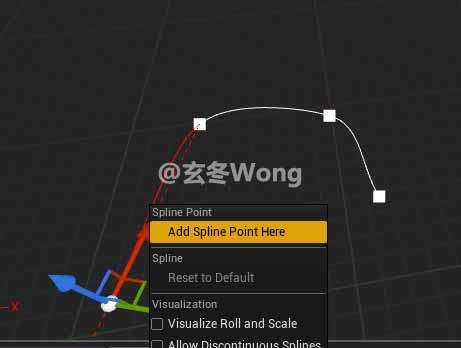 @玄冬Wong
Spline Point
Add Spline Point Here
Spline
Reset to Default
Visualization
Visualize Roll and Scale
Allow Discontinuous Splines
X